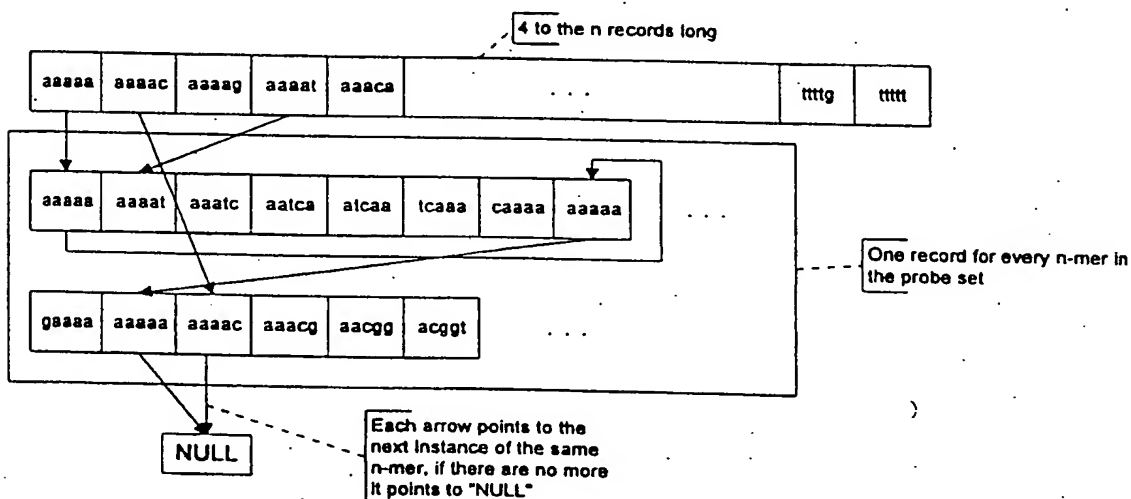 4 to the n records long
aaaaa aaaac aaaag aaaat aaaca . . . ttttg ttttt
aaaaa aaaat aaatc aatca atcaa tcaaa caaaa aaaaa . . .
One record for every n-mer in
the probe set
gaaaa aaaaa aaaac aaacg aacgg acggt . . .
Each arrow points to the
next instance of the same
n-mer, if there are no more
it points to "NULL"
NULL